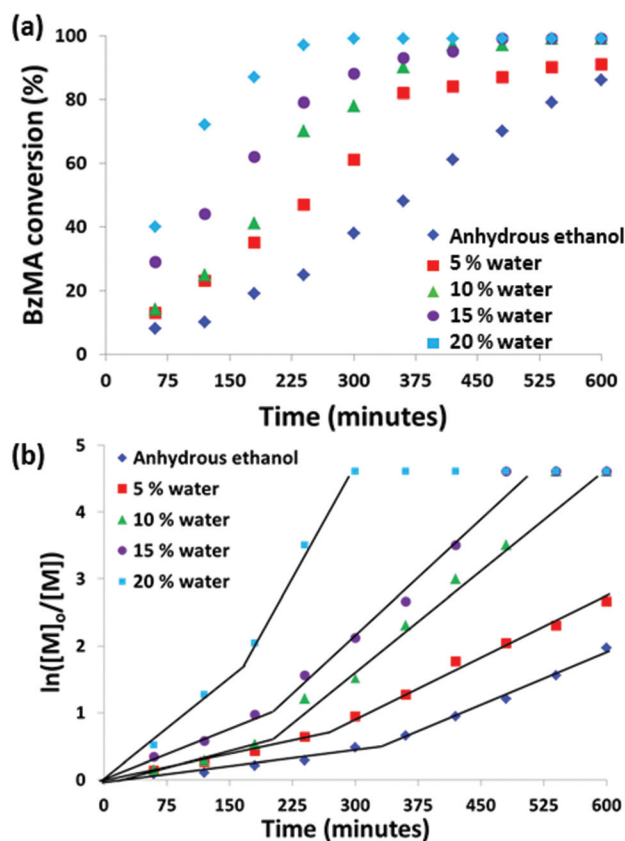 (a)
BzMA conversion (%)
100
80
60
40
20
0
Anhydrous ethanol
5 % water
10 % water
15 % water
20 % water
0 75 150 225 300 375 450 525 600
Time (minutes)
(b)
ln([M]o/[M])
5
4
3
2
1
0
Anhydrous ethanol
5 % water
10 % water
15 % water
20 % water
0 75 150 225 300 375 450 525 600
Time (minutes)